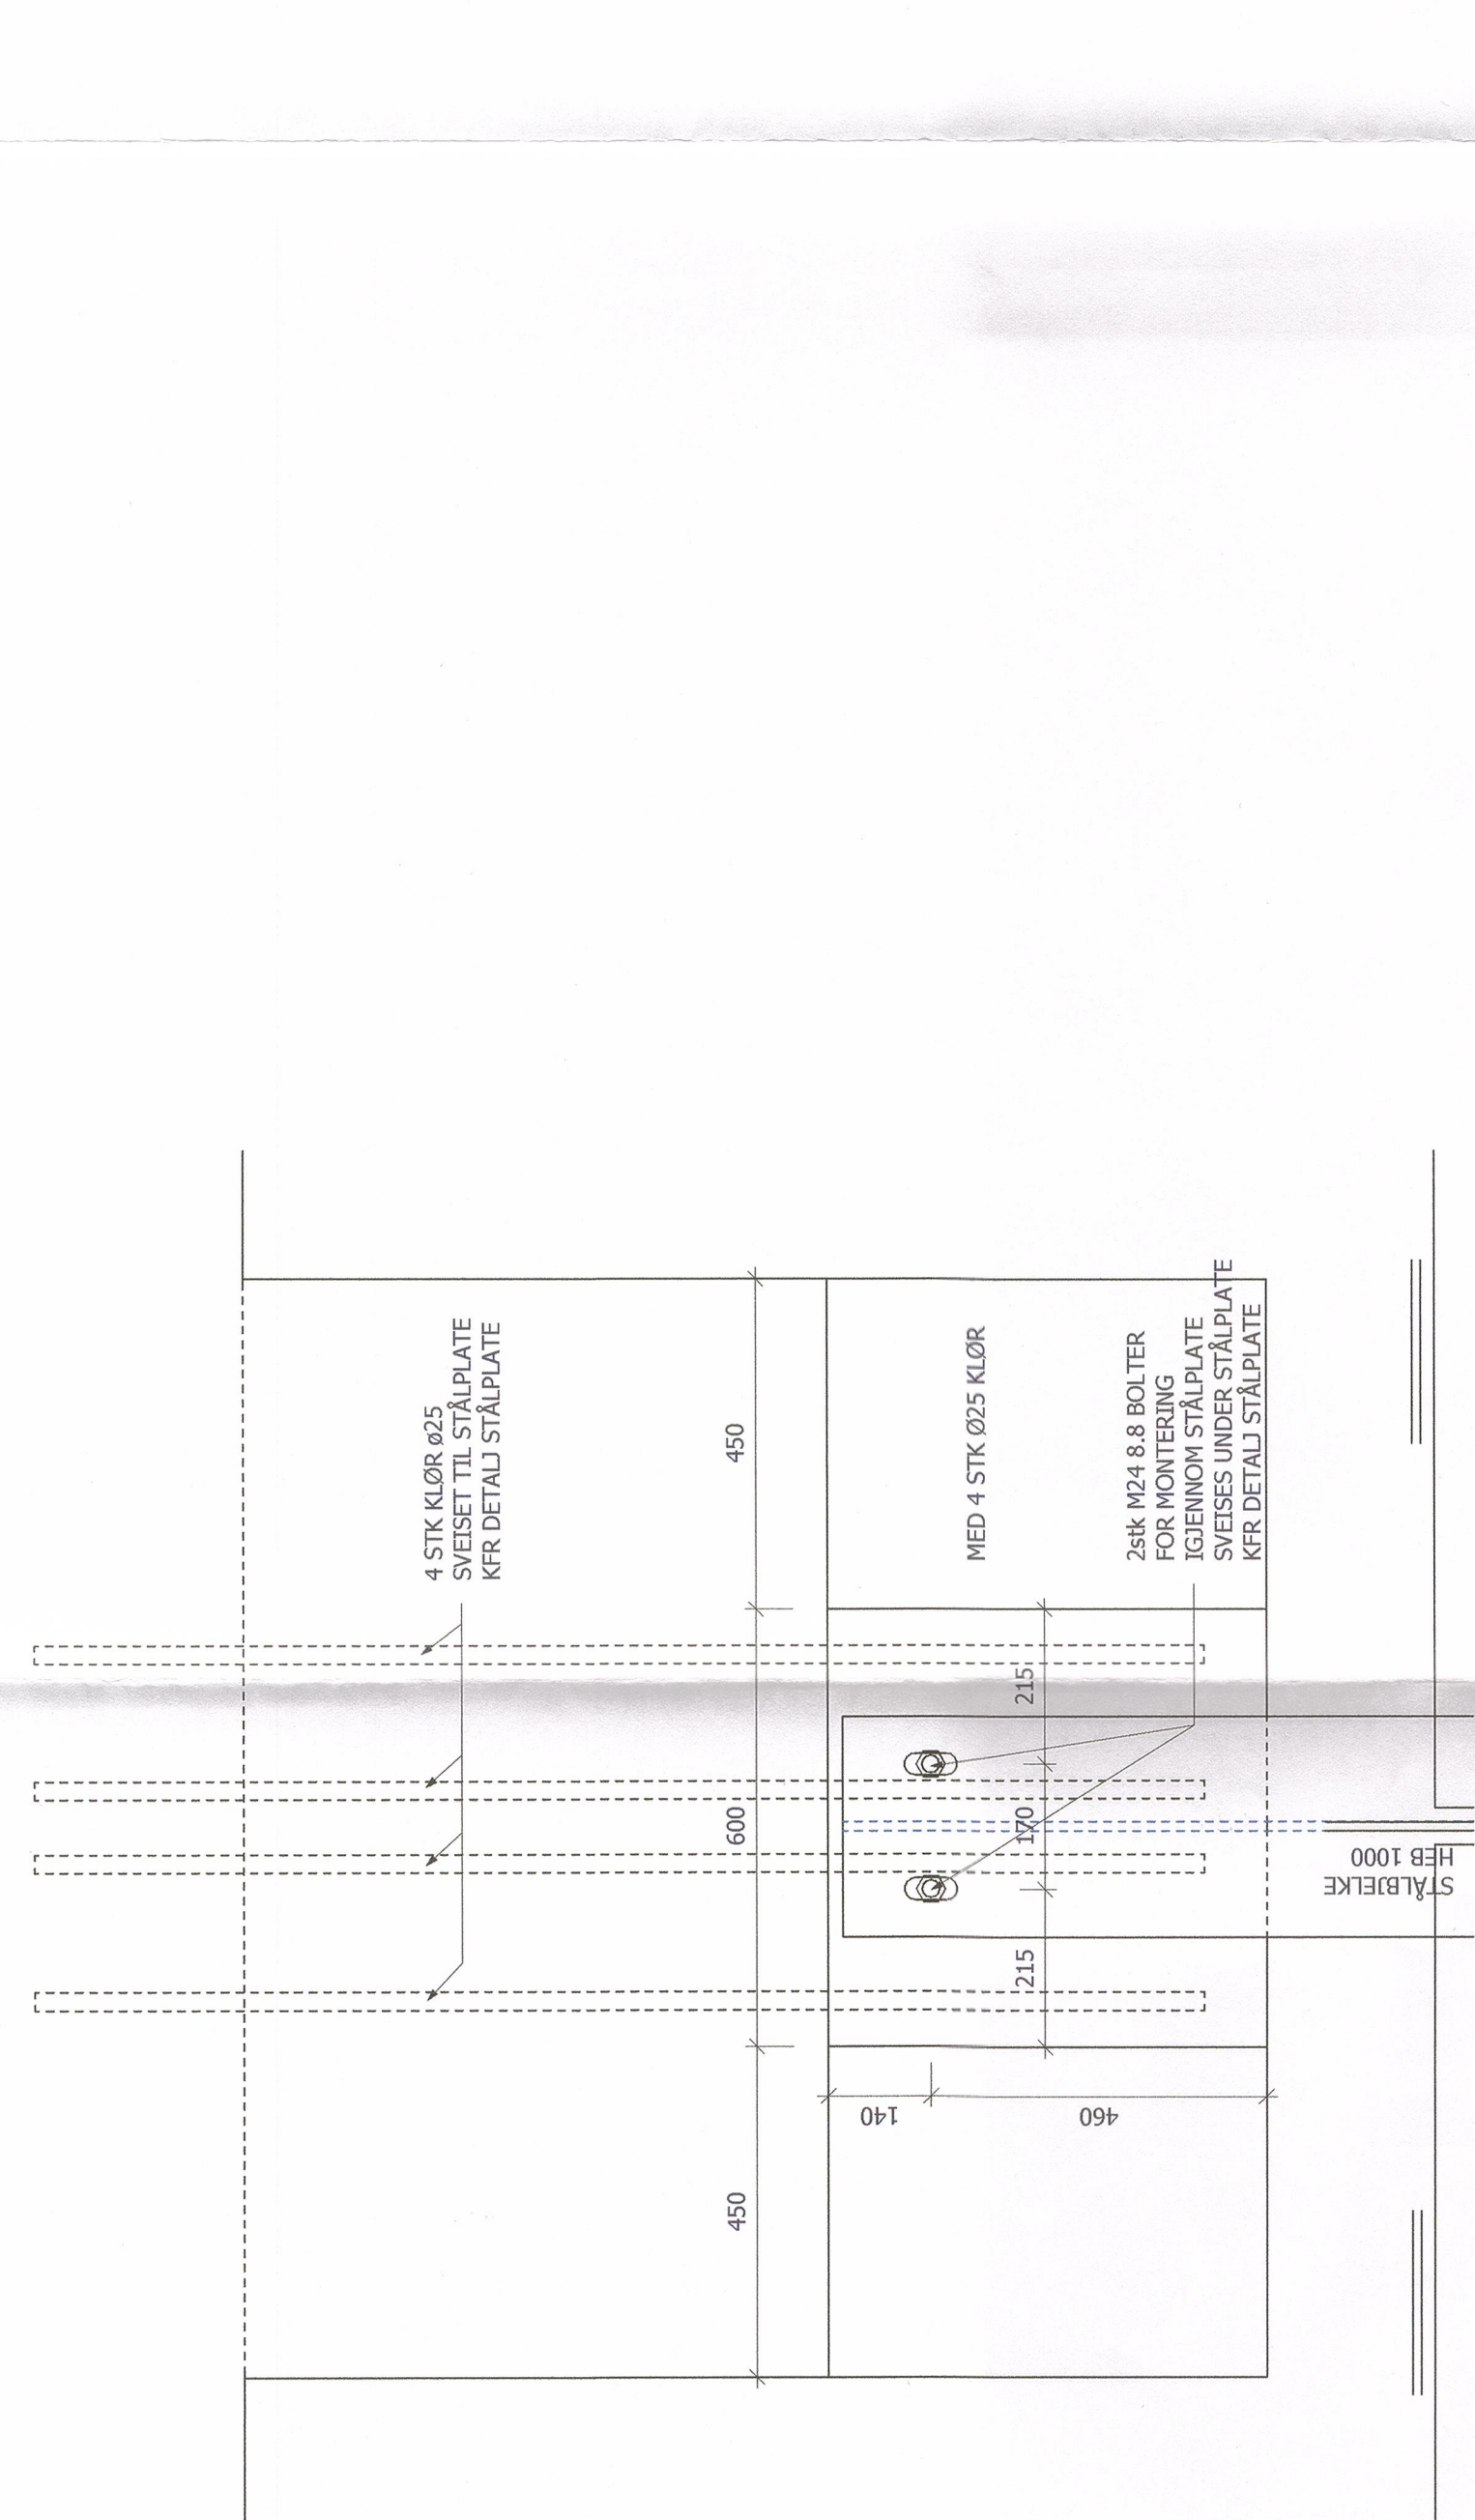 4 STK KLØR ø25
SVEISET TIL STÅLPLATE
KFR DETALJ STÅLPLATE
450
600
450
MED 4 STK Ø25 KLØR
2stk M24 8.8 BOLTER
FOR MONTERING
IGJENNOM STÅLPLATE
SVEISES UNDER STÅLPLATE
KFR DETALJ STÅLPLATE
215
170
215
140
460
STÅLBJELKE
HEB 1000